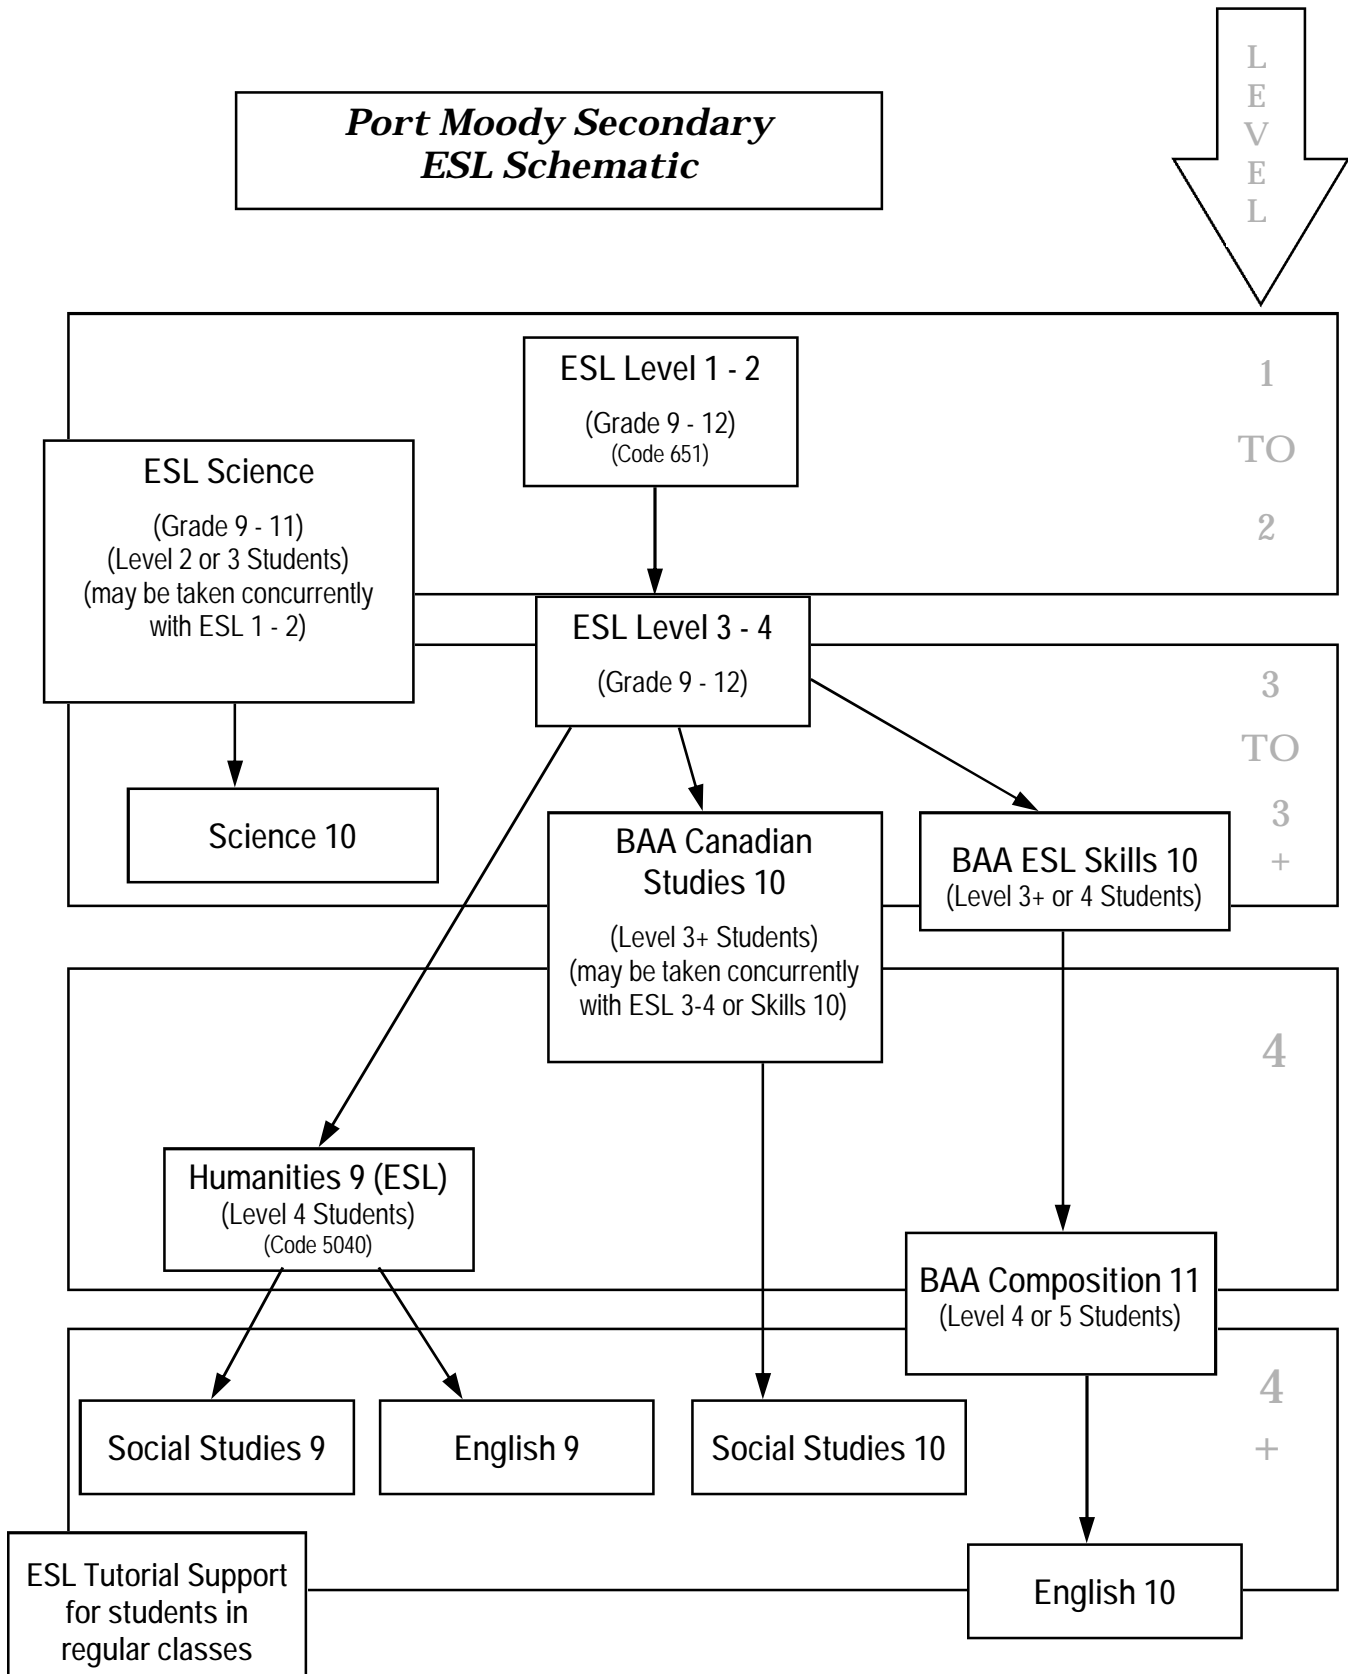 L
E
V
E
L
Port Moody Secondary
ESL Schematic
ESL Level 1 - 2
(Grade 9 - 12)
(Code 651)
1
TO
2
ESL Science
(Grade 9 - 11)
(Level 2 or 3 Students)
(may be taken concurrently
with ESL 1 - 2)
ESL Level 3 - 4
(Grade 9 - 12)
3
TO
3
+
Science 10
BAA Canadian
Studies 10
(Level 3+ Students)
(may be taken concurrently
with ESL 3-4 or Skills 10)
BAA ESL Skills 10
(Level 3+ or 4 Students)
4
Humanities 9 (ESL)
(Level 4 Students)
(Code 5040)
BAA Composition 11
(Level 4 or 5 Students)
4
+
Social Studies 9
English 9
Social Studies 10
English 10
ESL Tutorial Support
for students in
regular classes